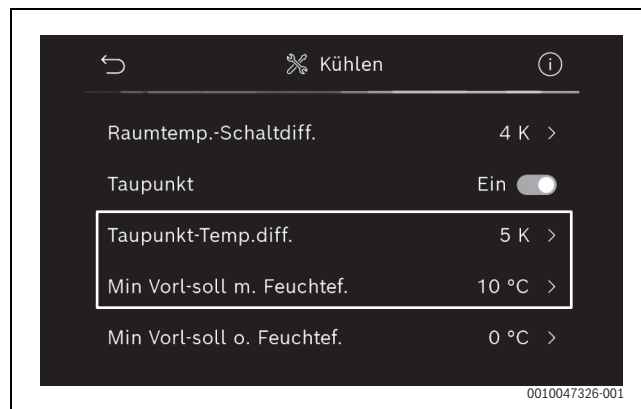 Kühlen
Raumtemp.-Schaltdiff. 4 K >
Taupunkt Ein
Taupunkt-Temp.diff. 5 K >
Min Vorl-soll m. Feuchtef. 10 °C >
Min Vorl-soll o. Feuchtef. 0 °C >
0010047326-001